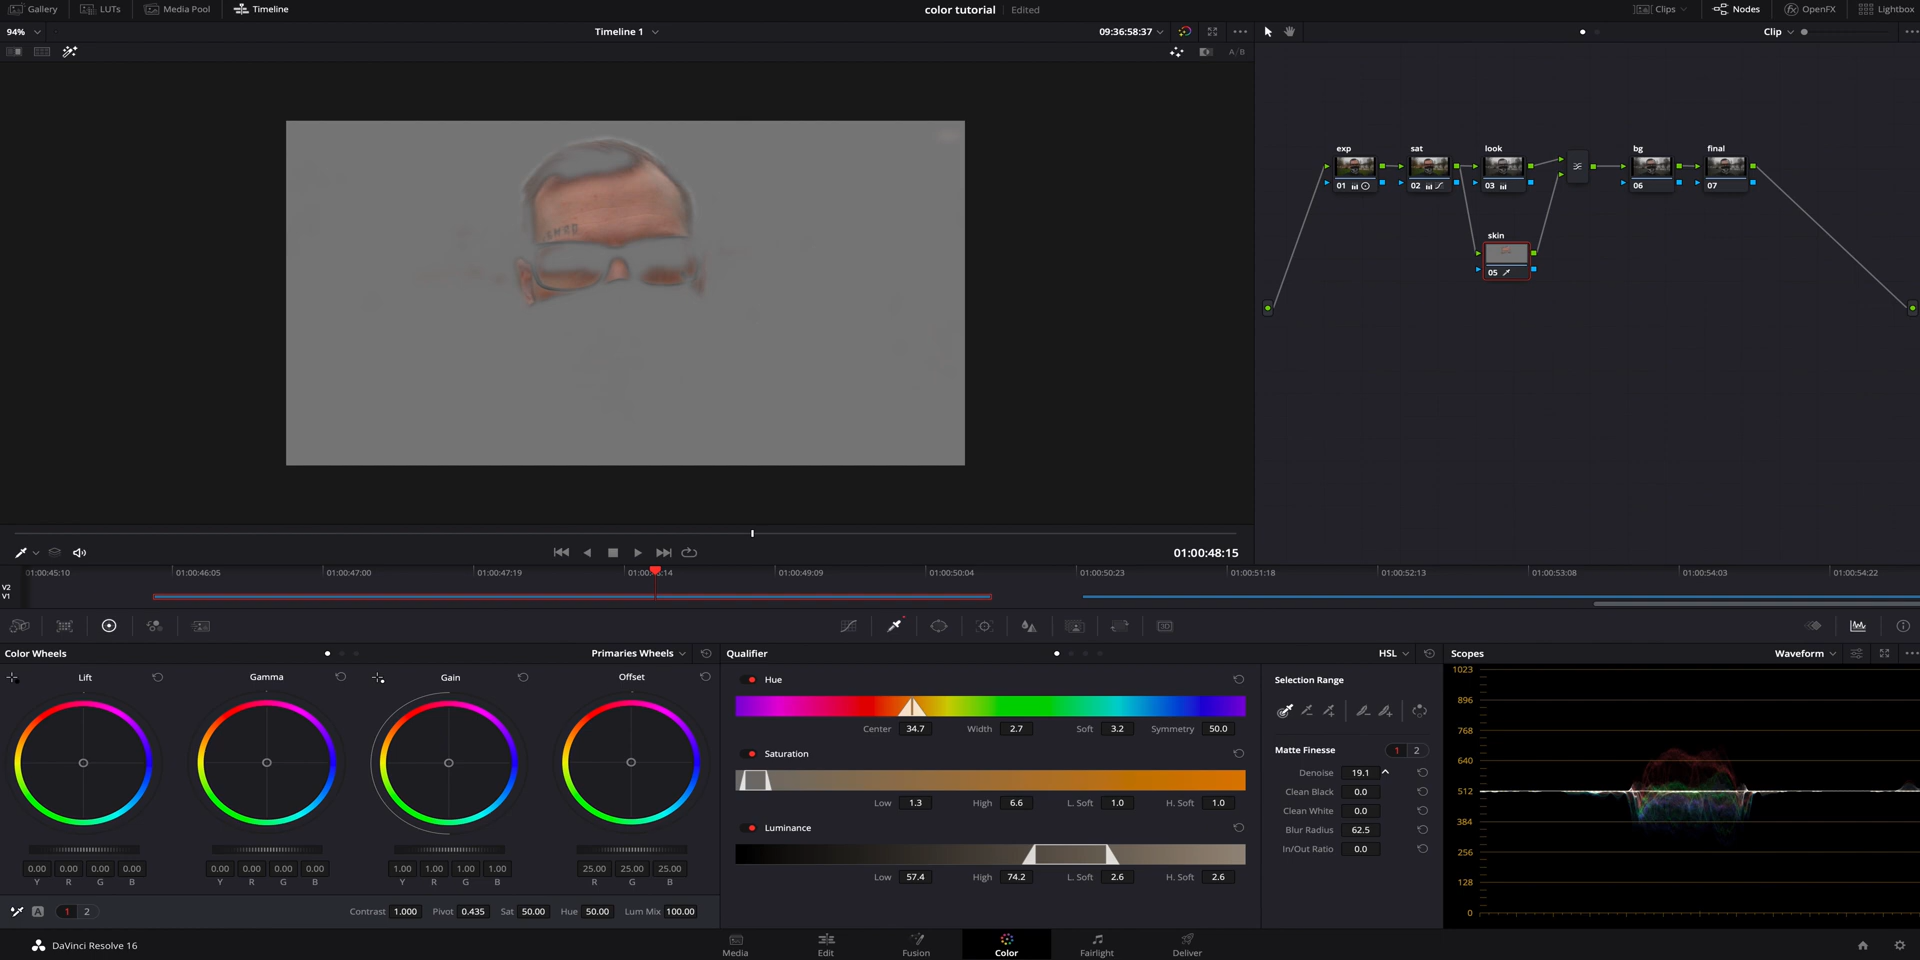 Gallery LUTs Media Pool Timeline color tutorial Edited Clips Nodes OpenFX Lightbox
94% Timeline 1 09:36:58:37 Clip
A/B
exp sat look bg final
01 02 03 06 07
skin
05
01:00:48:15
01:00:45:10 01:00:46:05 01:00:47:00 01:00:47:19 01:00:49:09 01:00:50:04 01:00:50:23 01:00:51:18 01:00:52:13 01:00:53:08 01:00:54:03 01:00:54:22
V2
V1
3D
Color Wheels Primaries Wheels
Lift Gamma Gain Offset
0.00 0.00 0.00 0.00 0.00 0.00 0.00 0.00 1.00 1.00 1.00 1.00 25.00 25.00 25.00
Y R G B Y R G B Y R G B R G B
A 1 2 Contrast 1.000 Pivot 0.435 Sat 50.00 Hue 50.00 Lum Mix 100.00
Qualifier HSL
Hue
Center 34.7 Width 2.7 Soft 3.2 Symmetry 50.0
Saturation
Low 1.3 High 6.6 L. Soft 1.0 H. Soft 1.0
Luminance
Low 57.4 High 74.2 L. Soft 2.6 H. Soft 2.6
Selection Range
Matte Finesse 1 2
Denoise 19.1
Clean Black 0.0
Clean White 0.0
Blur Radius 62.5
In/Out Ratio 0.0
Scopes Waveform
1023
896
768
640
512
384
256
128
0
DaVinci Resolve 16 Media Edit Fusion Color Fairlight Deliver